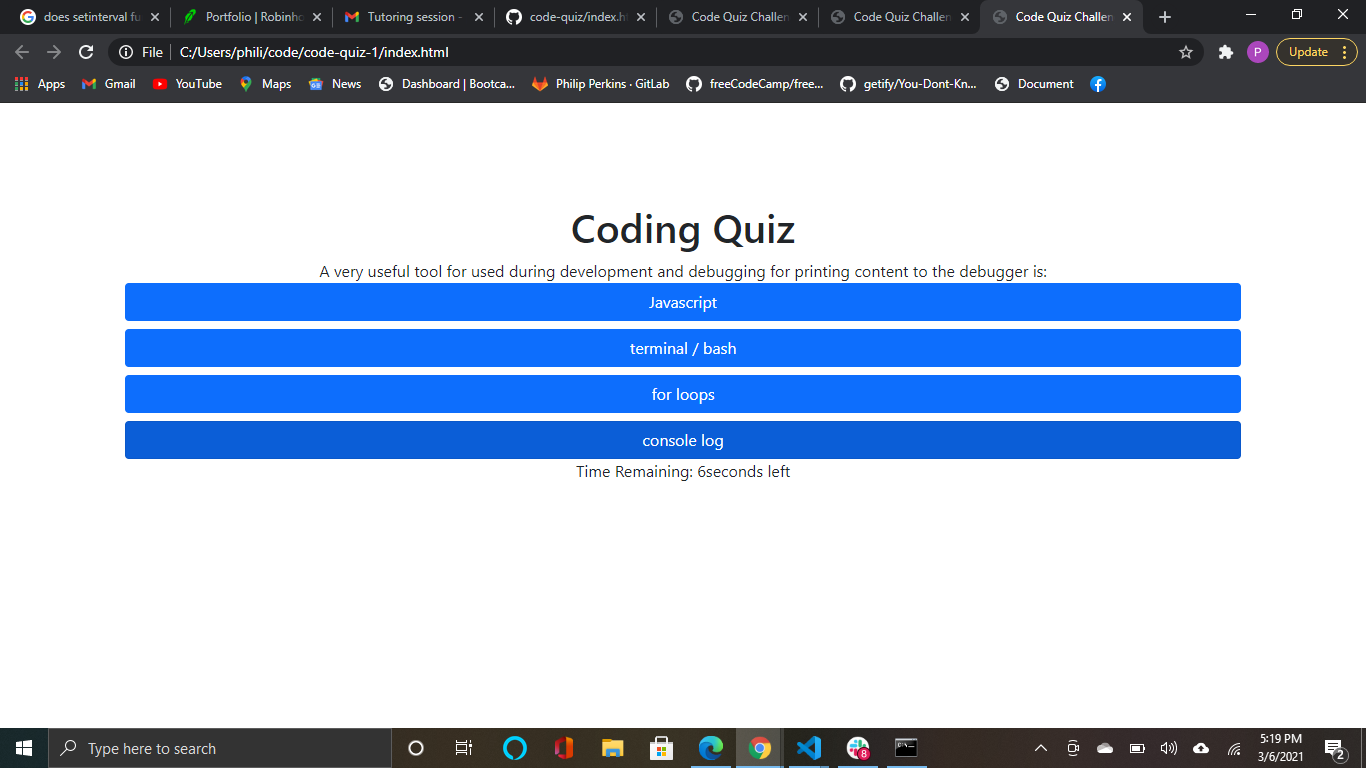 does setinterval fu
Portfolio | Robinho
Tutoring session -
code-quiz/index.ht
Code Quiz Challen
Code Quiz Challen
Code Quiz Challen
File
C:/Users/phili/code/code-quiz-1/index.html
P
Update
Apps
Gmail
YouTube
Maps
News
Dashboard | Bootca...
Philip Perkins · GitLab
freeCodeCamp/free...
getify/You-Dont-Kn...
Document
Coding Quiz
A very useful tool for used during development and debugging for printing content to the debugger is:
Javascript
terminal / bash
for loops
console log
Time Remaining: 6seconds left
Type here to search
8
5:19 PM
3/6/2021
2